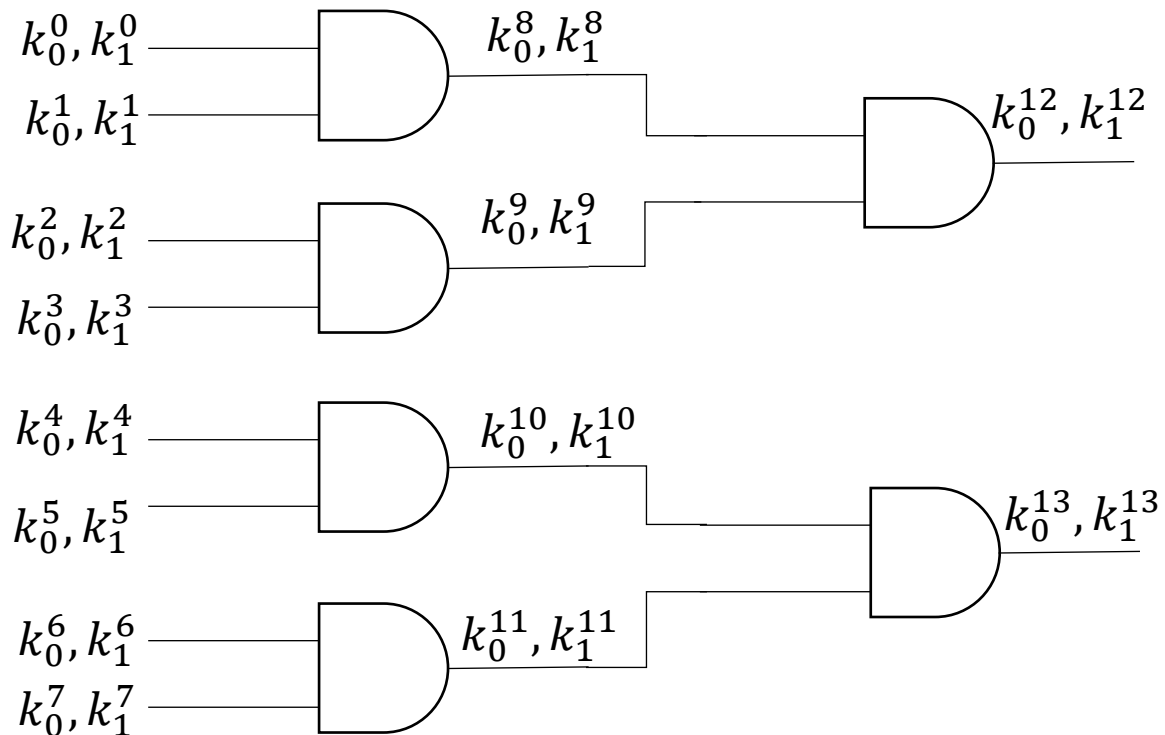 k_0^0, k_1^0
k_0^8, k_1^8
k_0^1, k_1^1
k_0^{12}, k_1^{12}
k_0^2, k_1^2
k_0^9, k_1^9
k_0^3, k_1^3
k_0^4, k_1^4
k_0^{10}, k_1^{10}
k_0^5, k_1^5
k_0^{13}, k_1^{13}
k_0^6, k_1^6
k_0^{11}, k_1^{11}
k_0^7, k_1^7